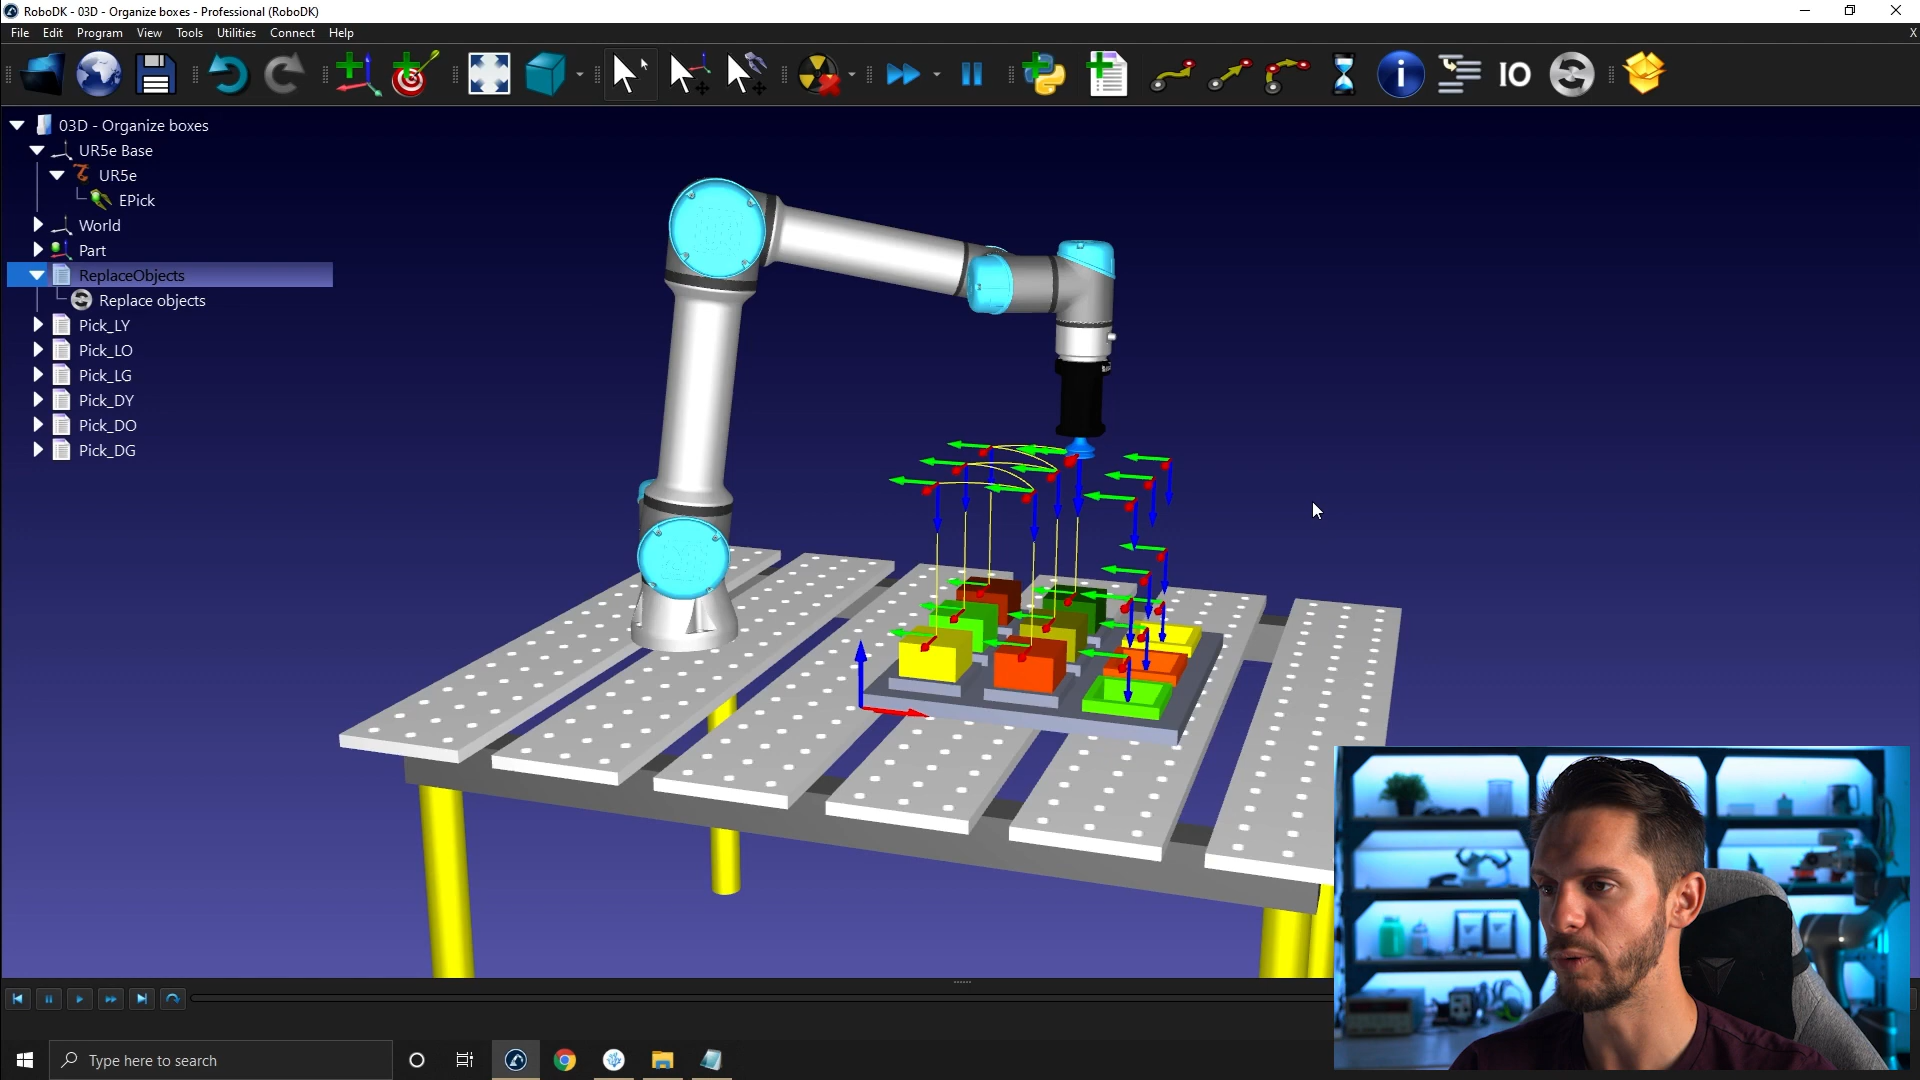 RoboDK - 03D - Organize boxes - Professional (RoboDK)
File Edit Program View Tools Utilities Connect Help
X
IO
03D - Organize boxes
UR5e Base
UR5e
EPick
World
Part
ReplaceObjects
Replace objects
Pick_LY
Pick_LO
Pick_LG
Pick_DY
Pick_DO
Pick_DG
Type here to search